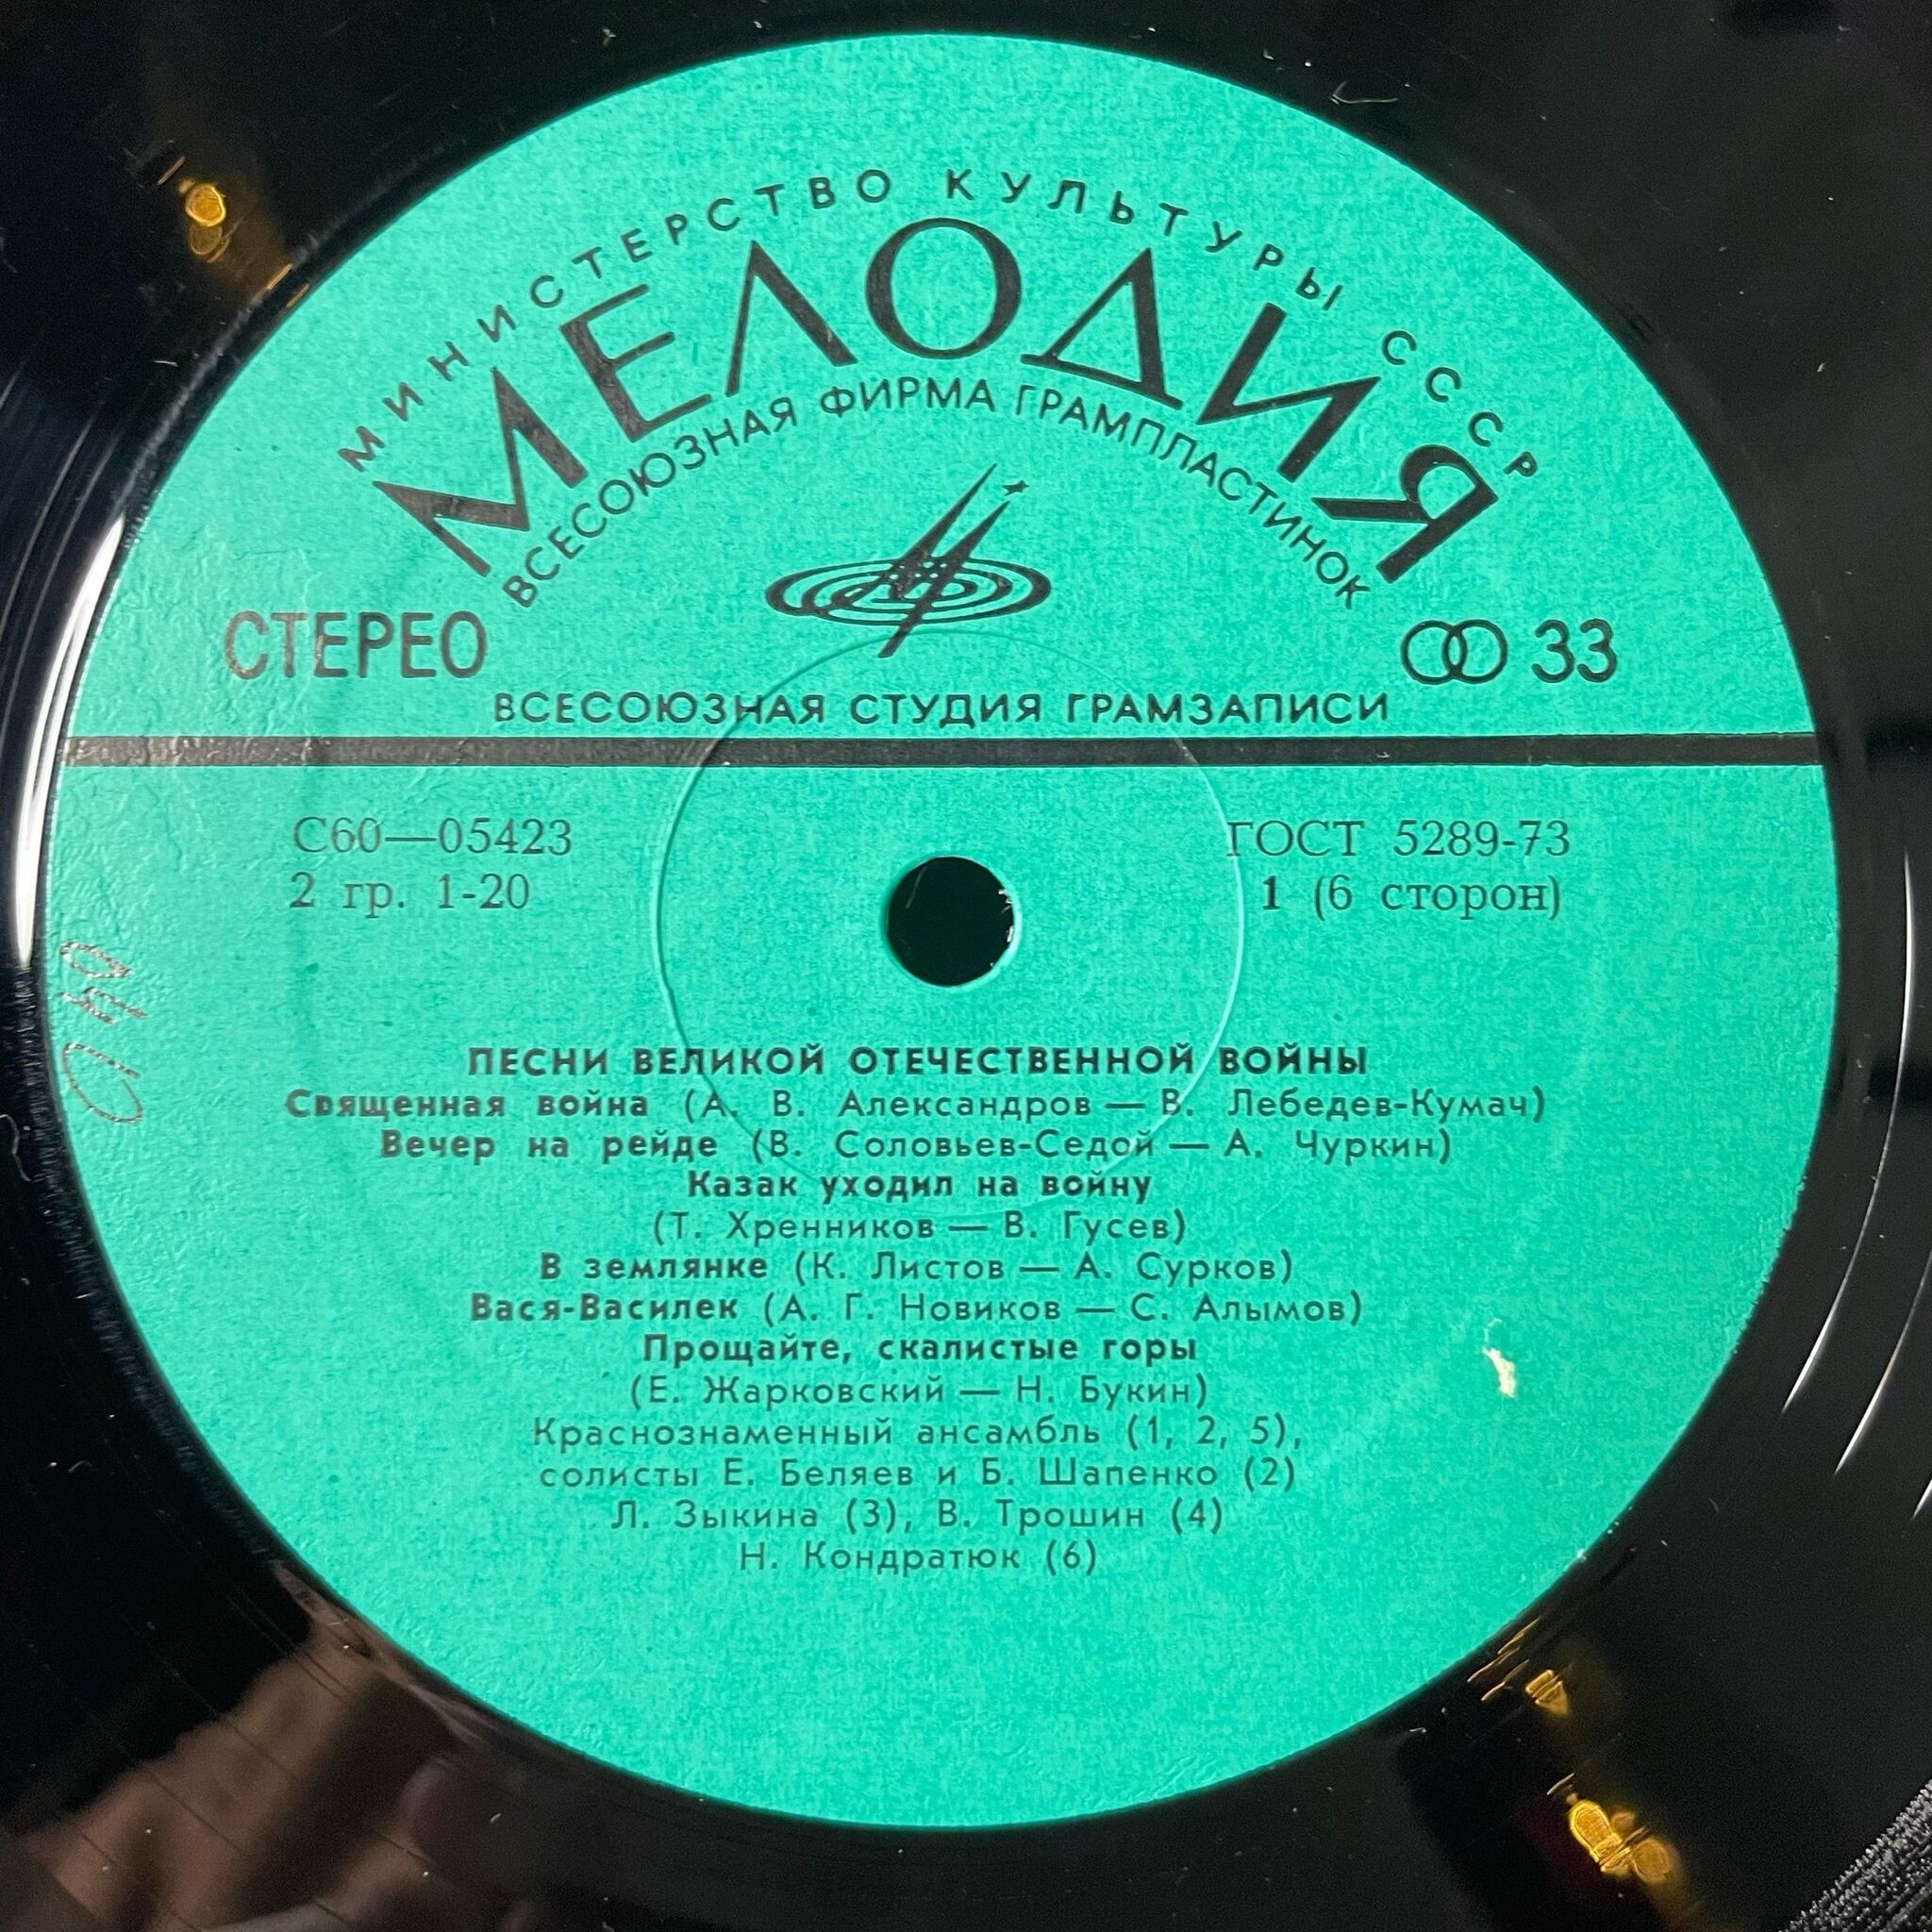 МИНИСТЕРСТВО КУЛЬТУРЫ СССР
МЕЛОДИЯ
ВСЕСОЮЗНАЯ ФИРМА ГРАМПЛАСТИНОК
СТЕРЕО
33
ВСЕСОЮЗНАЯ СТУДИЯ ГРАМЗАПИСИ
С60—05423
ГОСТ 5289-73
2 гр. 1-20
1 (6 сторон)
ПЕСНИ ВЕЛИКОЙ ОТЕЧЕСТВЕННОЙ ВОЙНЫ
Священная война (А. В. Александров — В. Лебедев-Кумач)
Вечер на рейде (В. Соловьев-Седой — А. Чуркин)
Казак уходил на войну
(Т. Хренников — В. Гусев)
В землянке (К. Листов — А. Сурков)
Вася-Василек (А. Г. Новиков — С. Алымов)
Прощайте, скалистые горы
(Е. Жарковский — Н. Букин)
Краснознаменный ансамбль (1, 2, 5),
солисты Е. Беляев и Б. Шапенко (2)
Л. Зыкина (3), В. Трошин (4)
Н. Кондратюк (6)